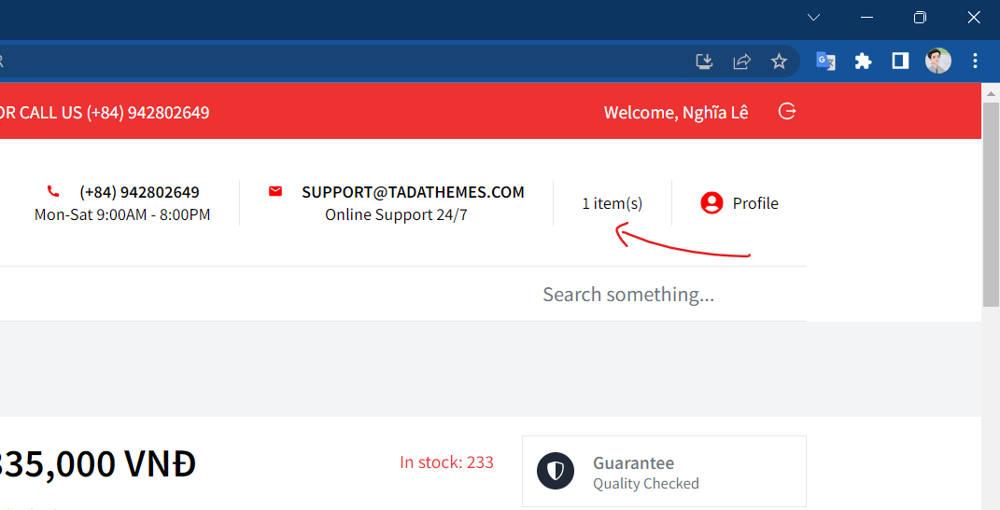 OR CALL US (+84) 942802649
Welcome, Nghĩa Lê
(+84) 942802649
Mon-Sat 9:00AM - 8:00PM
SUPPORT@TADATHEMES.COM
Online Support 24/7
1 item(s)
Profile
Search something...
335,000 VNĐ
In stock: 233
Guarantee
Quality Checked